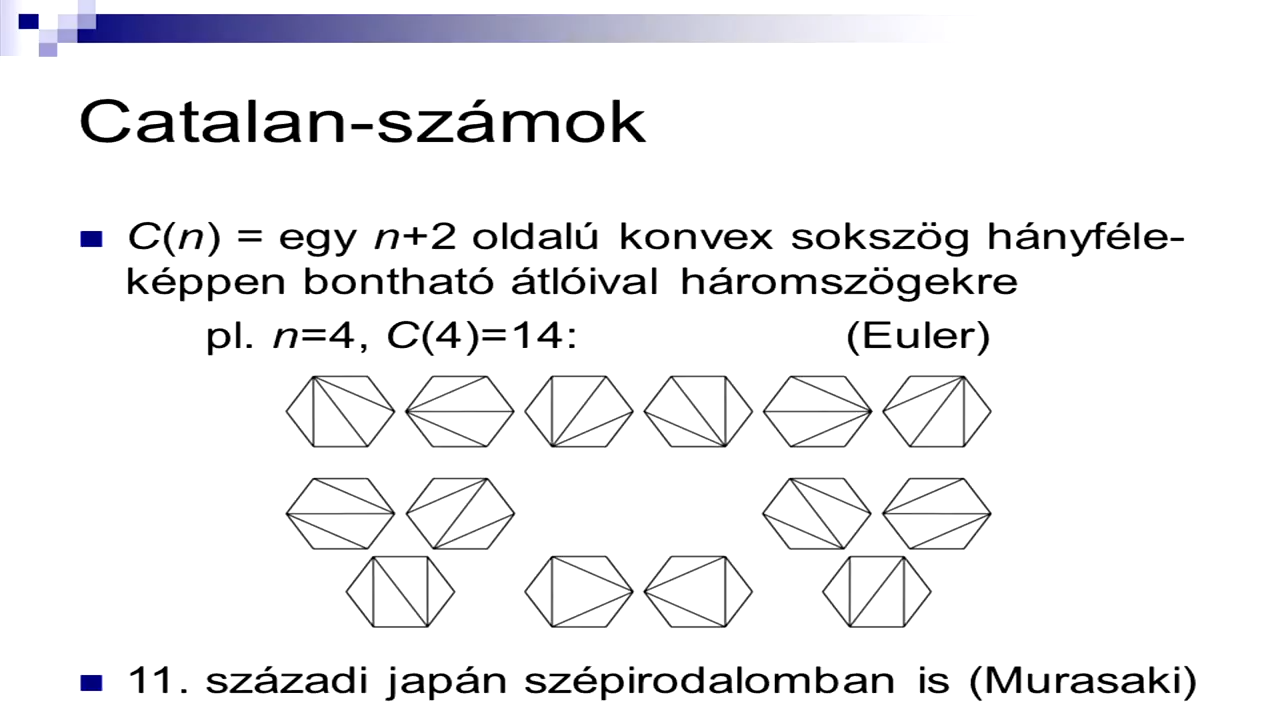 Catalan-számok
C(n) = egy n+2 oldalú konvex sokszög hányféle-
képpen bontható átlóival háromszögekre
pl. n=4, C(4)=14: (Euler)
11. századi japán szépirodalomban is (Murasaki)